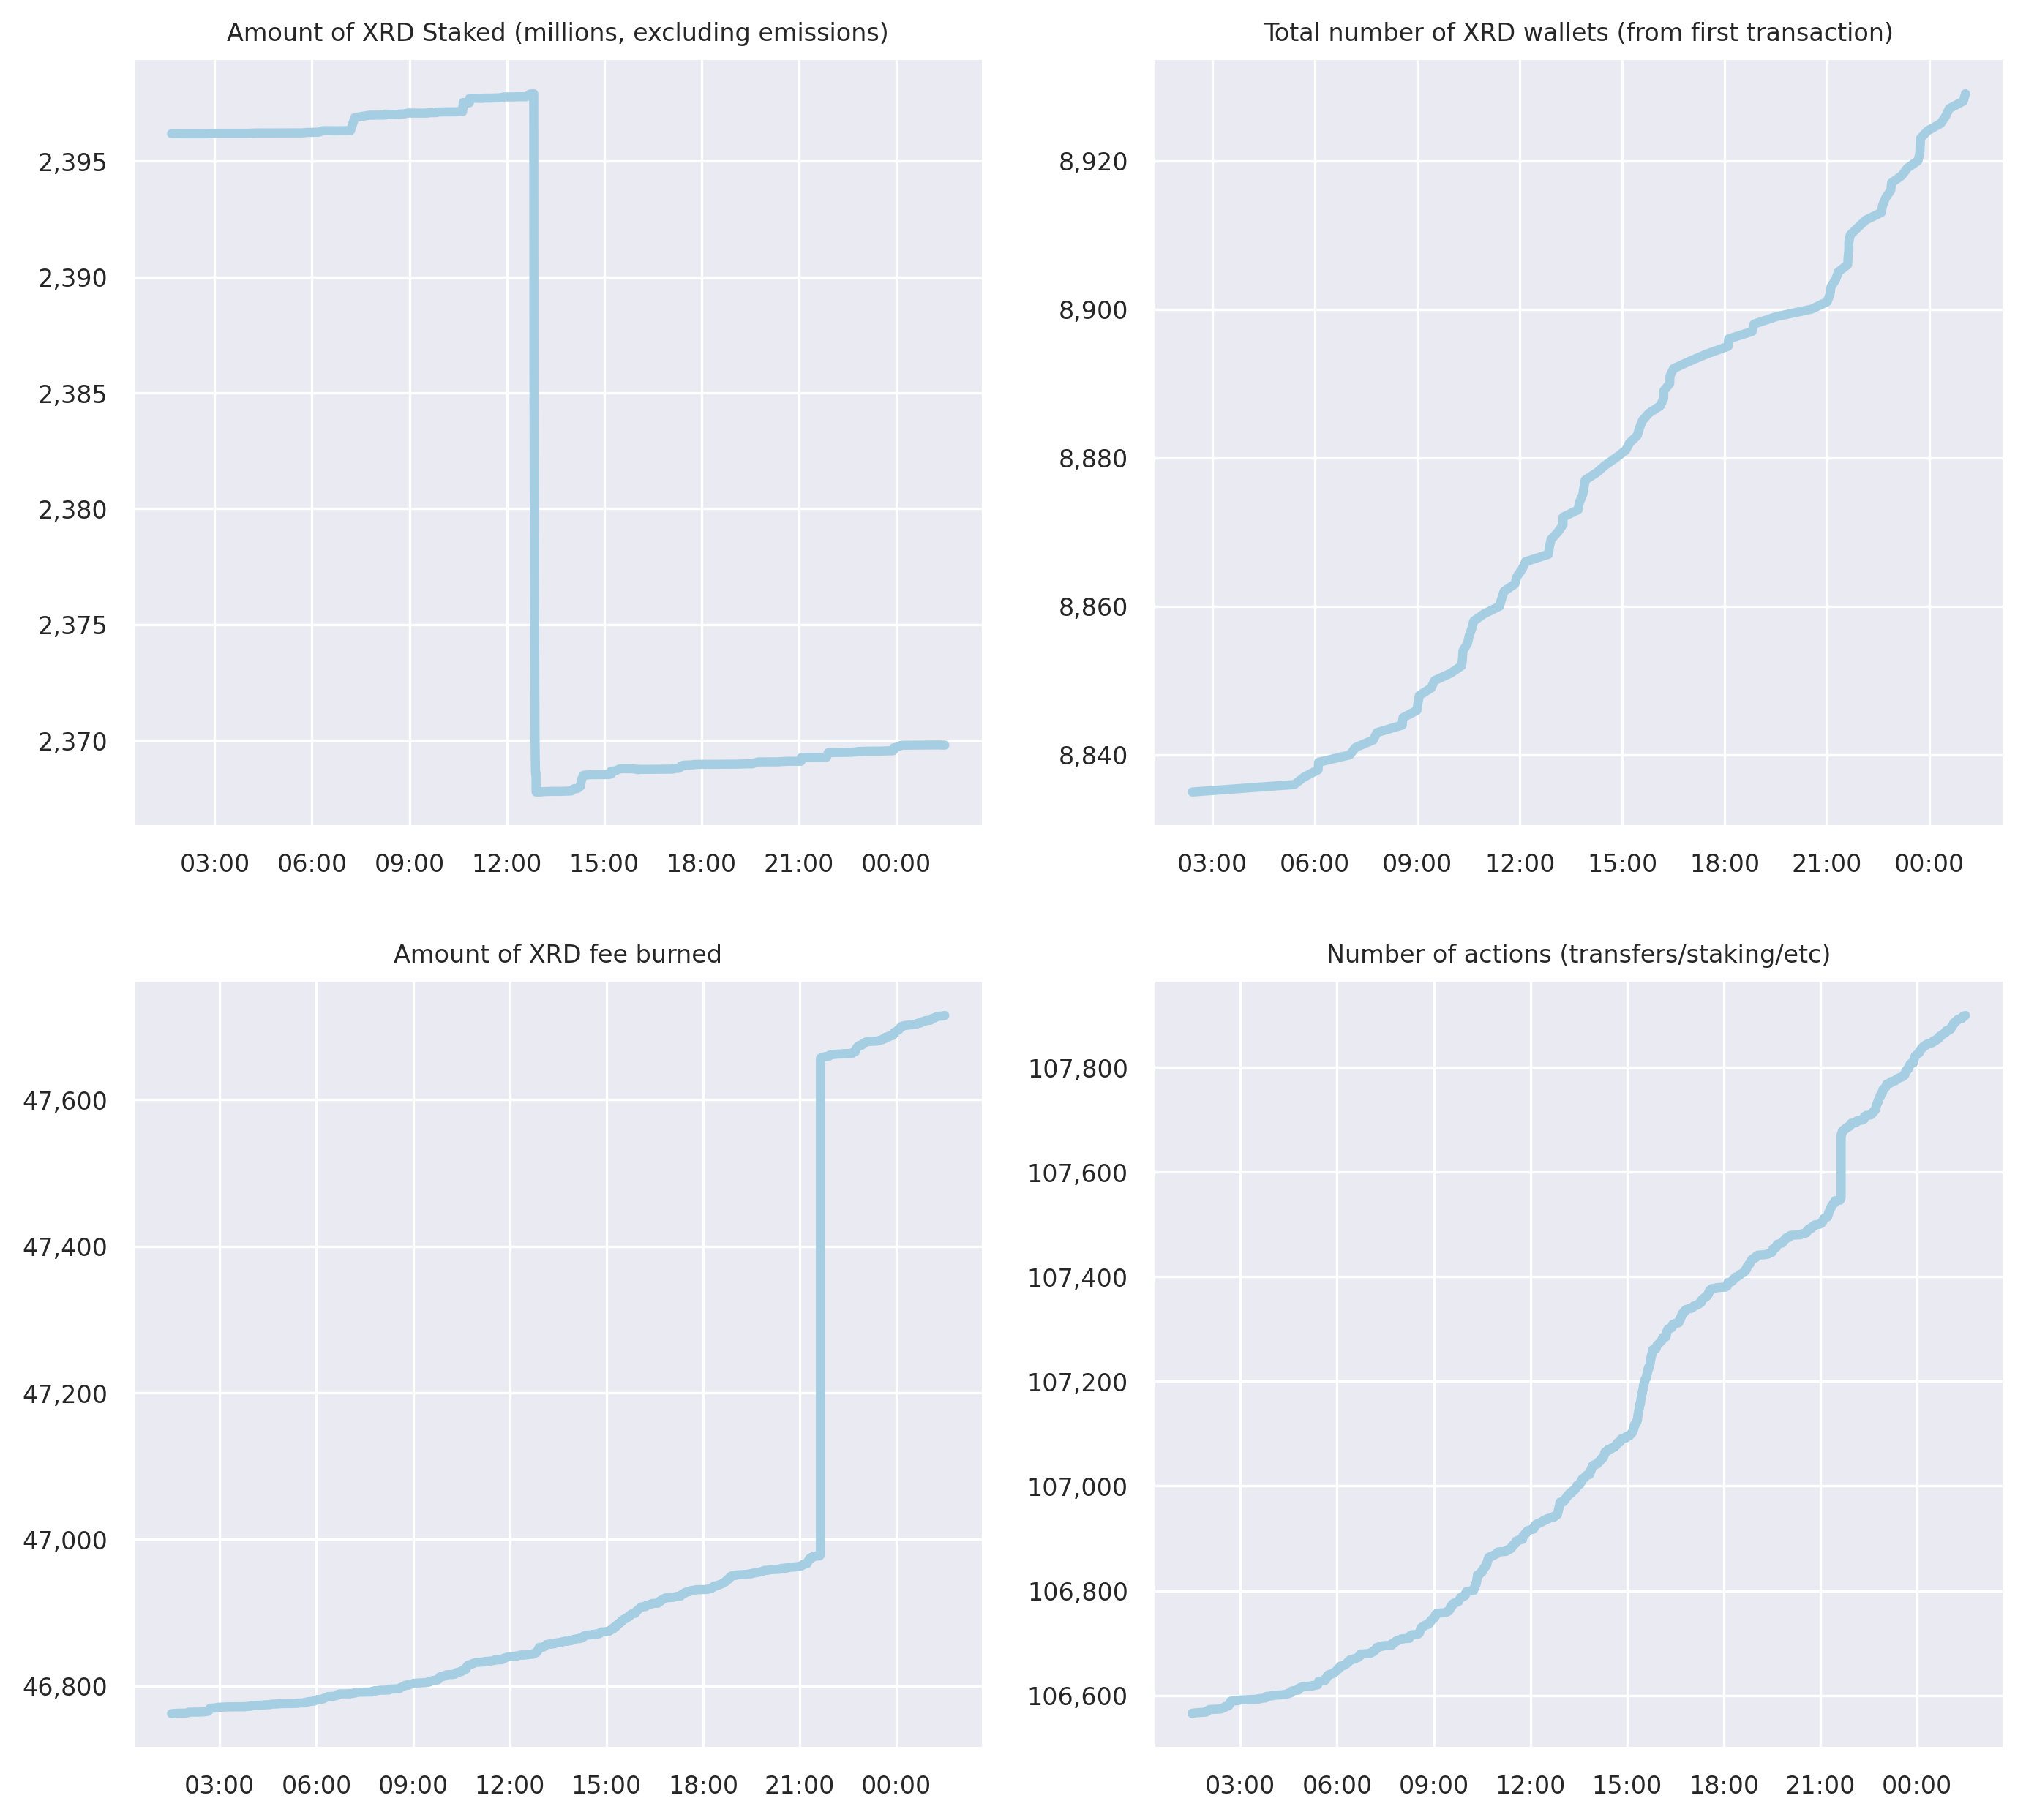 Amount of XRD Staked (millions, excluding emissions)
2,395
2,390
2,385
2,380
2,375
2,370
03:00 06:00 09:00 12:00 15:00 18:00 21:00 00:00
Total number of XRD wallets (from first transaction)
8,920
8,900
8,880
8,860
8,840
03:00 06:00 09:00 12:00 15:00 18:00 21:00 00:00
Amount of XRD fee burned
47,600
47,400
47,200
47,000
46,800
03:00 06:00 09:00 12:00 15:00 18:00 21:00 00:00
Number of actions (transfers/staking/etc)
107,800
107,600
107,400
107,200
107,000
106,800
106,600
03:00 06:00 09:00 12:00 15:00 18:00 21:00 00:00